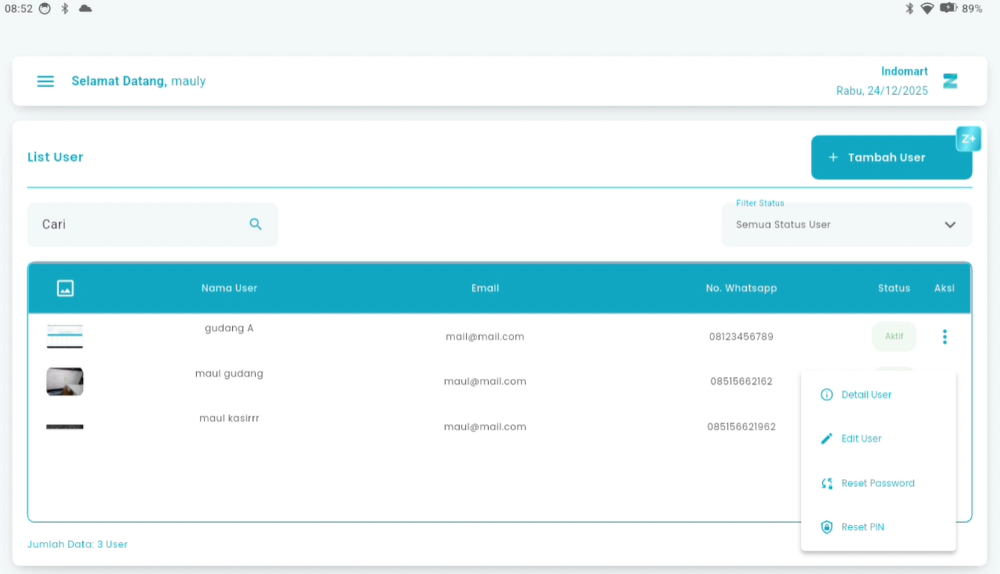 08:52
89%
Selamat Datang, mauly
Indomart
Rabu, 24/12/2025
List User
Z+
+ Tambah User
Cari
Filter Status
Semua Status User
Nama User Email No. Whatsapp Status Aksi
gudang A mail@mail.com 08123456789 Aktif
maul gudang maul@mail.com 08515662162
maul kasirrr maul@mail.com 085156621962
Detail User
Edit User
Reset Password
Reset PIN
Jumlah Data: 3 User